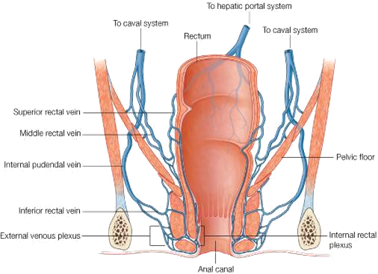 To hepatic portal system
To caval system
To caval system
Rectum
Superior rectal vein
Middle rectal vein
Internal pudendal vein
Pelvic floor
Inferior rectal vein
External venous plexus
Internal rectal
plexus
Anal canal